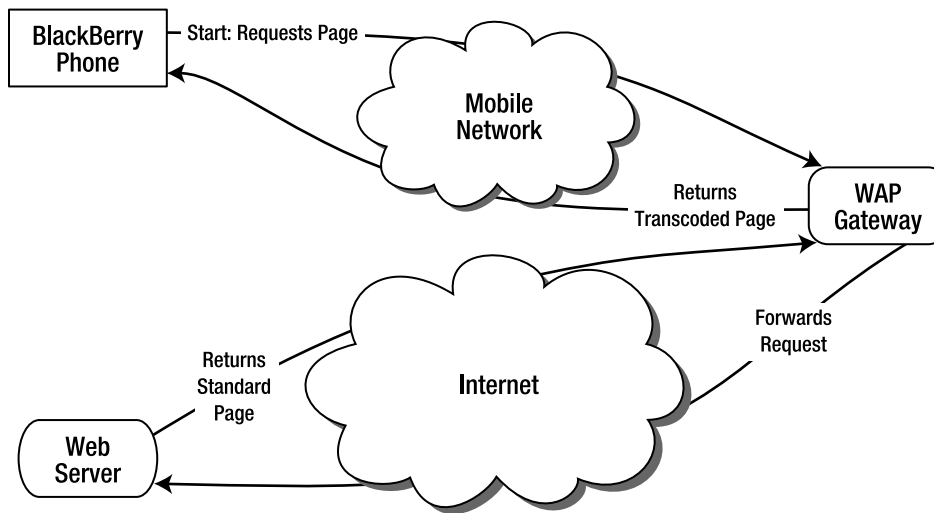 BlackBerry
Phone
Start: Requests Page
Mobile
Network
WAP
Gateway
Returns
Transcoded Page
Forwards
Request
Internet
Returns
Standard
Page
Web
Server